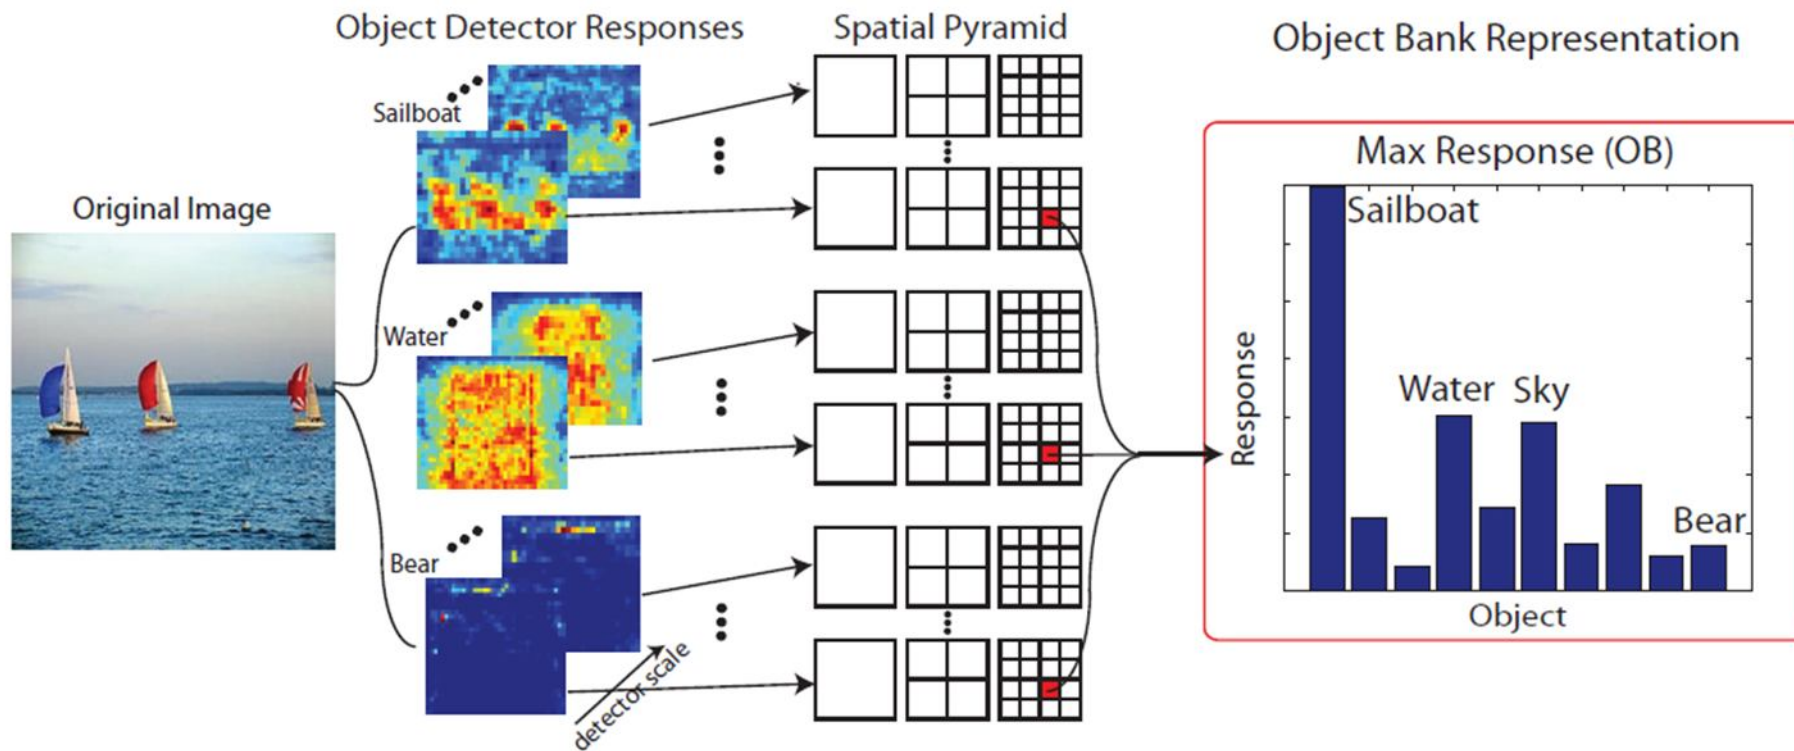 Object Detector Responses
Spatial Pyramid
Object Bank Representation
Sailboat
Max Response (OB)
Original Image
Sailboat
Water
Water
Sky
Response
Bear
Bear
Object
detector scale